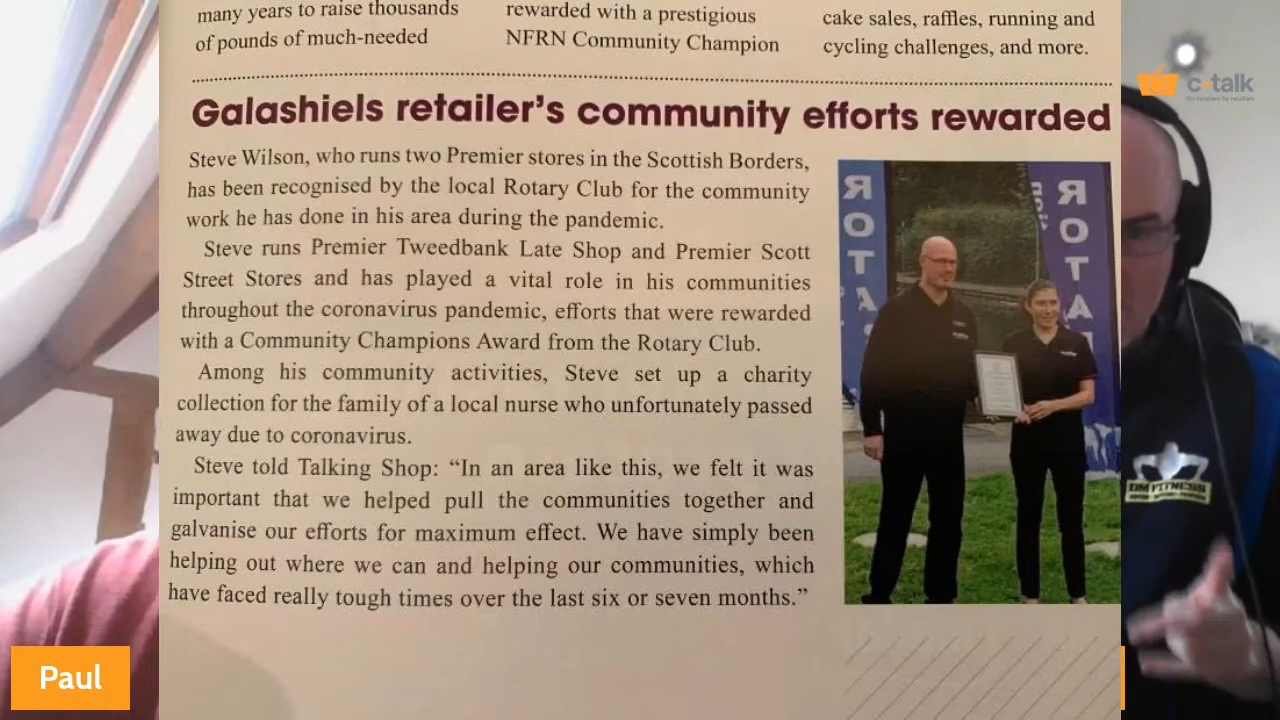 many years to raise thousands
of pounds of much-needed
rewarded with a prestigious
NFRN Community Champion
cake sales, raffles, running and
cycling challenges, and more.
c-talk
for retailers by retailers
Galashiels retailer's community efforts rewarded
Steve Wilson, who runs two Premier stores in the Scottish Borders,
has been recognised by the local Rotary Club for the community
work he has done in his area during the pandemic.
Steve runs Premier Tweedbank Late Shop and Premier Scott
Street Stores and has played a vital role in his communities
throughout the coronavirus pandemic, efforts that were rewarded
with a Community Champions Award from the Rotary Club.
Among his community activities, Steve set up a charity
collection for the family of a local nurse who unfortunately passed
away due to coronavirus.
Steve told Talking Shop: “In an area like this, we felt it was
important that we helped pull the communities together and
galvanise our efforts for maximum effect. We have simply been
helping out where we can and helping our communities, which
have faced really tough times over the last six or seven months.”
ROTA
ROTA
DM FITNESS
Paul